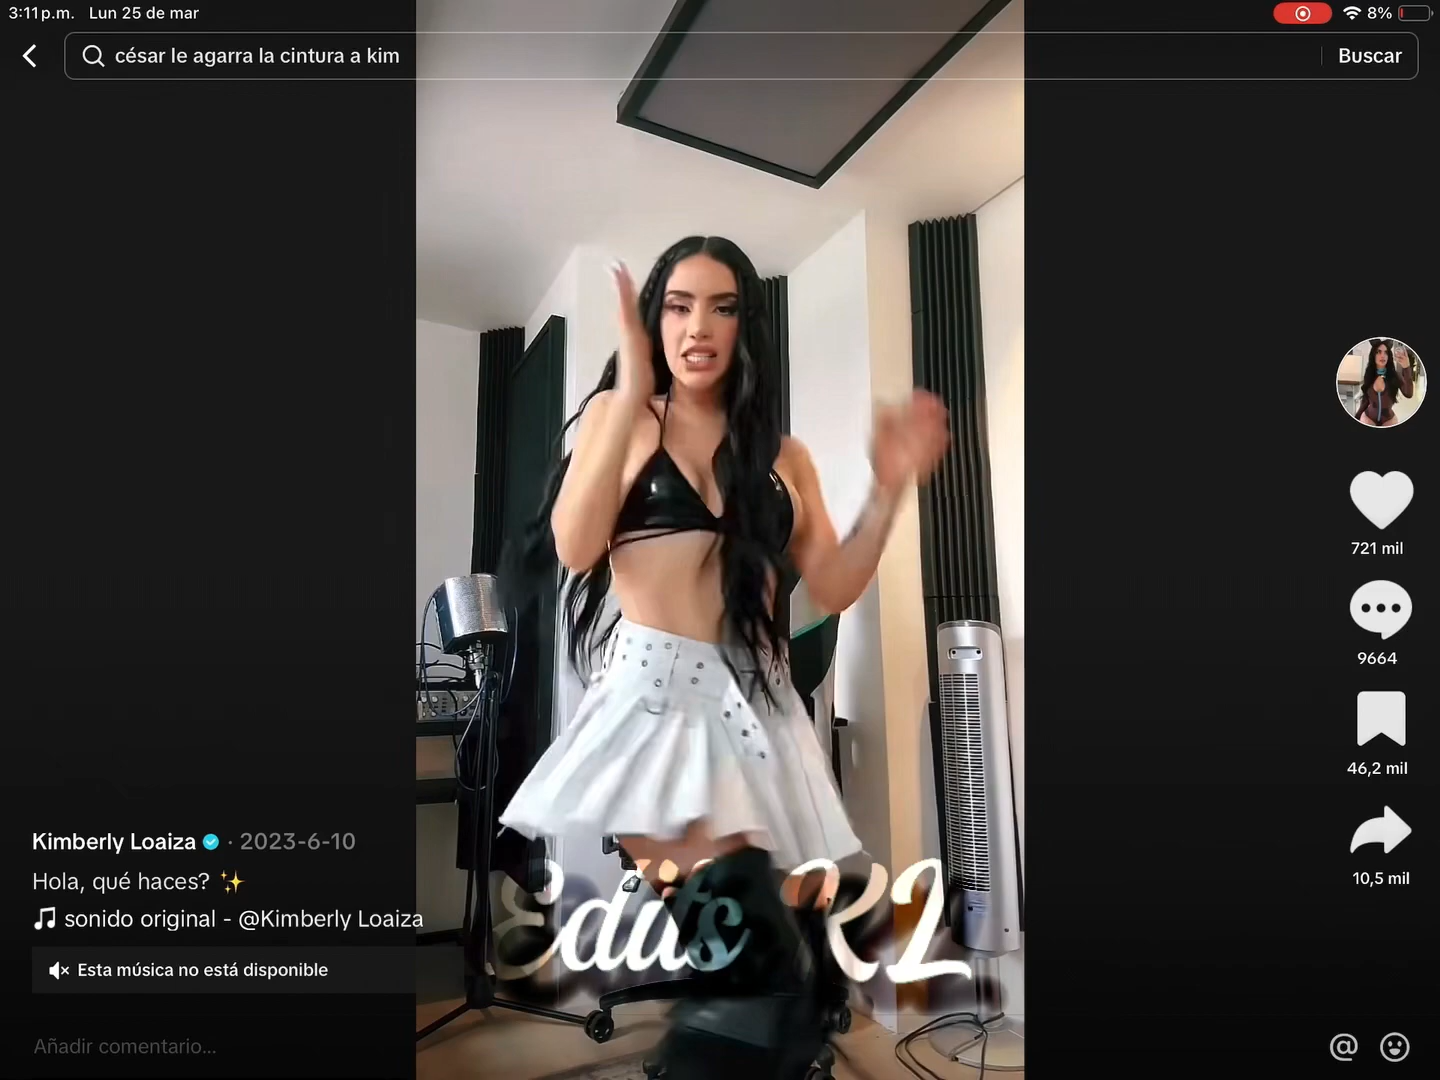 3:11 p.m. Lun 25 de mar
8%
césar le agarra la cintura a kim
Buscar
721 mil
9664
46,2 mil
10,5 mil
Kimberly Loaiza · 2023-6-10
Hola, qué haces? ✨
sonido original - @Kimberly Loaiza
Esta música no está disponible
Edits KL
Añadir comentario...